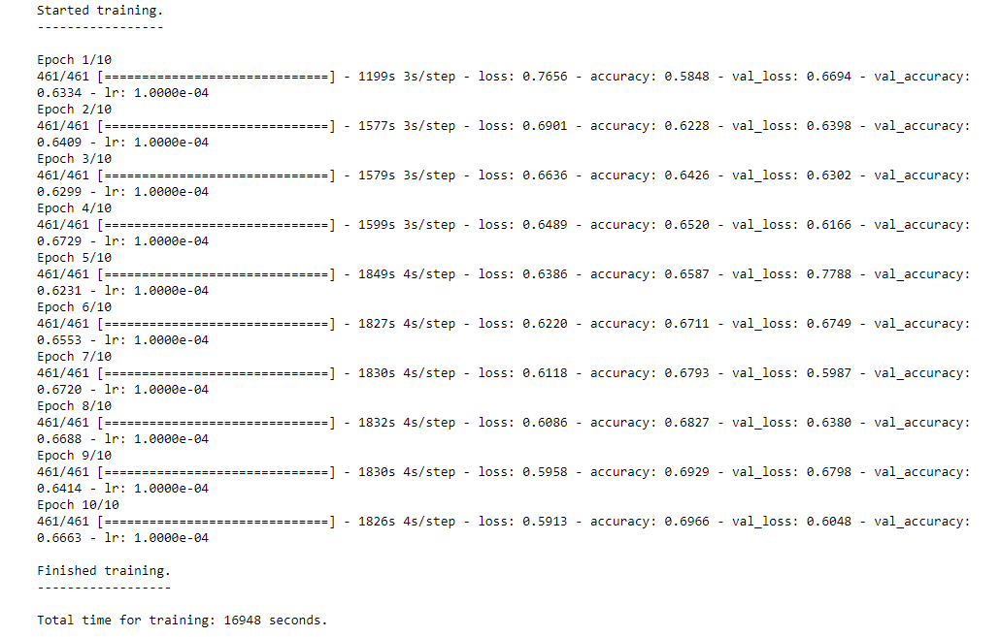 Started training.
-----------------
Epoch 1/10
461/461 [==============================] - 1199s 3s/step - loss: 0.7656 - accuracy: 0.5848 - val_loss: 0.6694 - val_accuracy:
0.6334 - lr: 1.0000e-04
Epoch 2/10
461/461 [==============================] - 1577s 3s/step - loss: 0.6901 - accuracy: 0.6228 - val_loss: 0.6398 - val_accuracy:
0.6409 - lr: 1.0000e-04
Epoch 3/10
461/461 [==============================] - 1579s 3s/step - loss: 0.6636 - accuracy: 0.6426 - val_loss: 0.6302 - val_accuracy:
0.6299 - lr: 1.0000e-04
Epoch 4/10
461/461 [==============================] - 1599s 3s/step - loss: 0.6489 - accuracy: 0.6520 - val_loss: 0.6166 - val_accuracy:
0.6729 - lr: 1.0000e-04
Epoch 5/10
461/461 [==============================] - 1849s 4s/step - loss: 0.6386 - accuracy: 0.6587 - val_loss: 0.7788 - val_accuracy:
0.6231 - lr: 1.0000e-04
Epoch 6/10
461/461 [==============================] - 1827s 4s/step - loss: 0.6220 - accuracy: 0.6711 - val_loss: 0.6749 - val_accuracy:
0.6553 - lr: 1.0000e-04
Epoch 7/10
461/461 [==============================] - 1830s 4s/step - loss: 0.6118 - accuracy: 0.6793 - val_loss: 0.5987 - val_accuracy:
0.6720 - lr: 1.0000e-04
Epoch 8/10
461/461 [==============================] - 1832s 4s/step - loss: 0.6086 - accuracy: 0.6827 - val_loss: 0.6380 - val_accuracy:
0.6688 - lr: 1.0000e-04
Epoch 9/10
461/461 [==============================] - 1830s 4s/step - loss: 0.5958 - accuracy: 0.6929 - val_loss: 0.6798 - val_accuracy:
0.6414 - lr: 1.0000e-04
Epoch 10/10
461/461 [==============================] - 1826s 4s/step - loss: 0.5913 - accuracy: 0.6966 - val_loss: 0.6048 - val_accuracy:
0.6663 - lr: 1.0000e-04
Finished training.
------------------
Total time for training: 16948 seconds.